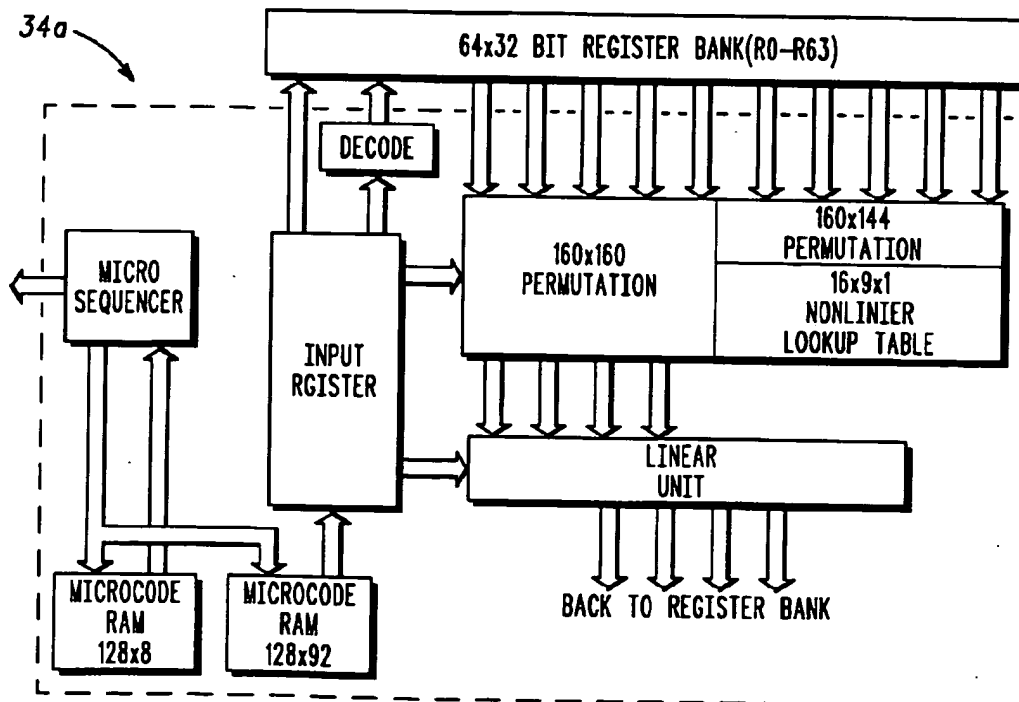 34a
64x32 BIT REGISTER BANK(R0-R63)
DECODE
MICRO
SEQUENCER
INPUT
RGISTER
160x160
PERMUTATION
160x144
PERMUTATION
16x9x1
NONLINIER
LOOKUP TABLE
LINEAR
UNIT
MICROCODE
RAM
128x8
MICROCODE
RAM
128x92
BACK TO REGISTER BANK